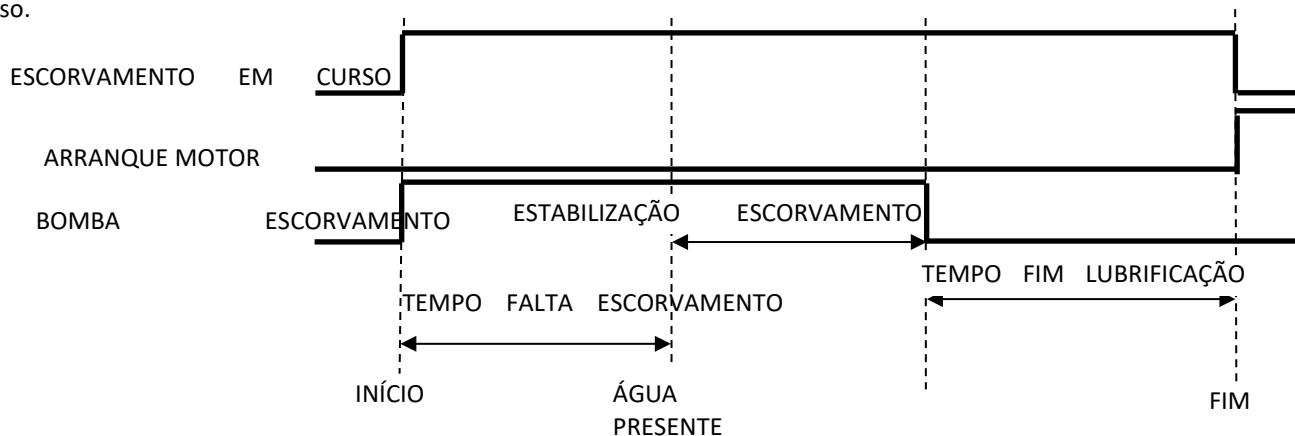 so.
ESCORVAMENTO EM CURSO
ARRANQUE MOTOR
BOMBA ESCORVAMENTO
ESTABILIZAÇÃO ESCORVAMENTO
TEMPO FIM LUBRIFICAÇÃO
TEMPO FALTA ESCORVAMENTO
INÍCIO
ÁGUA
PRESENTE
FIM